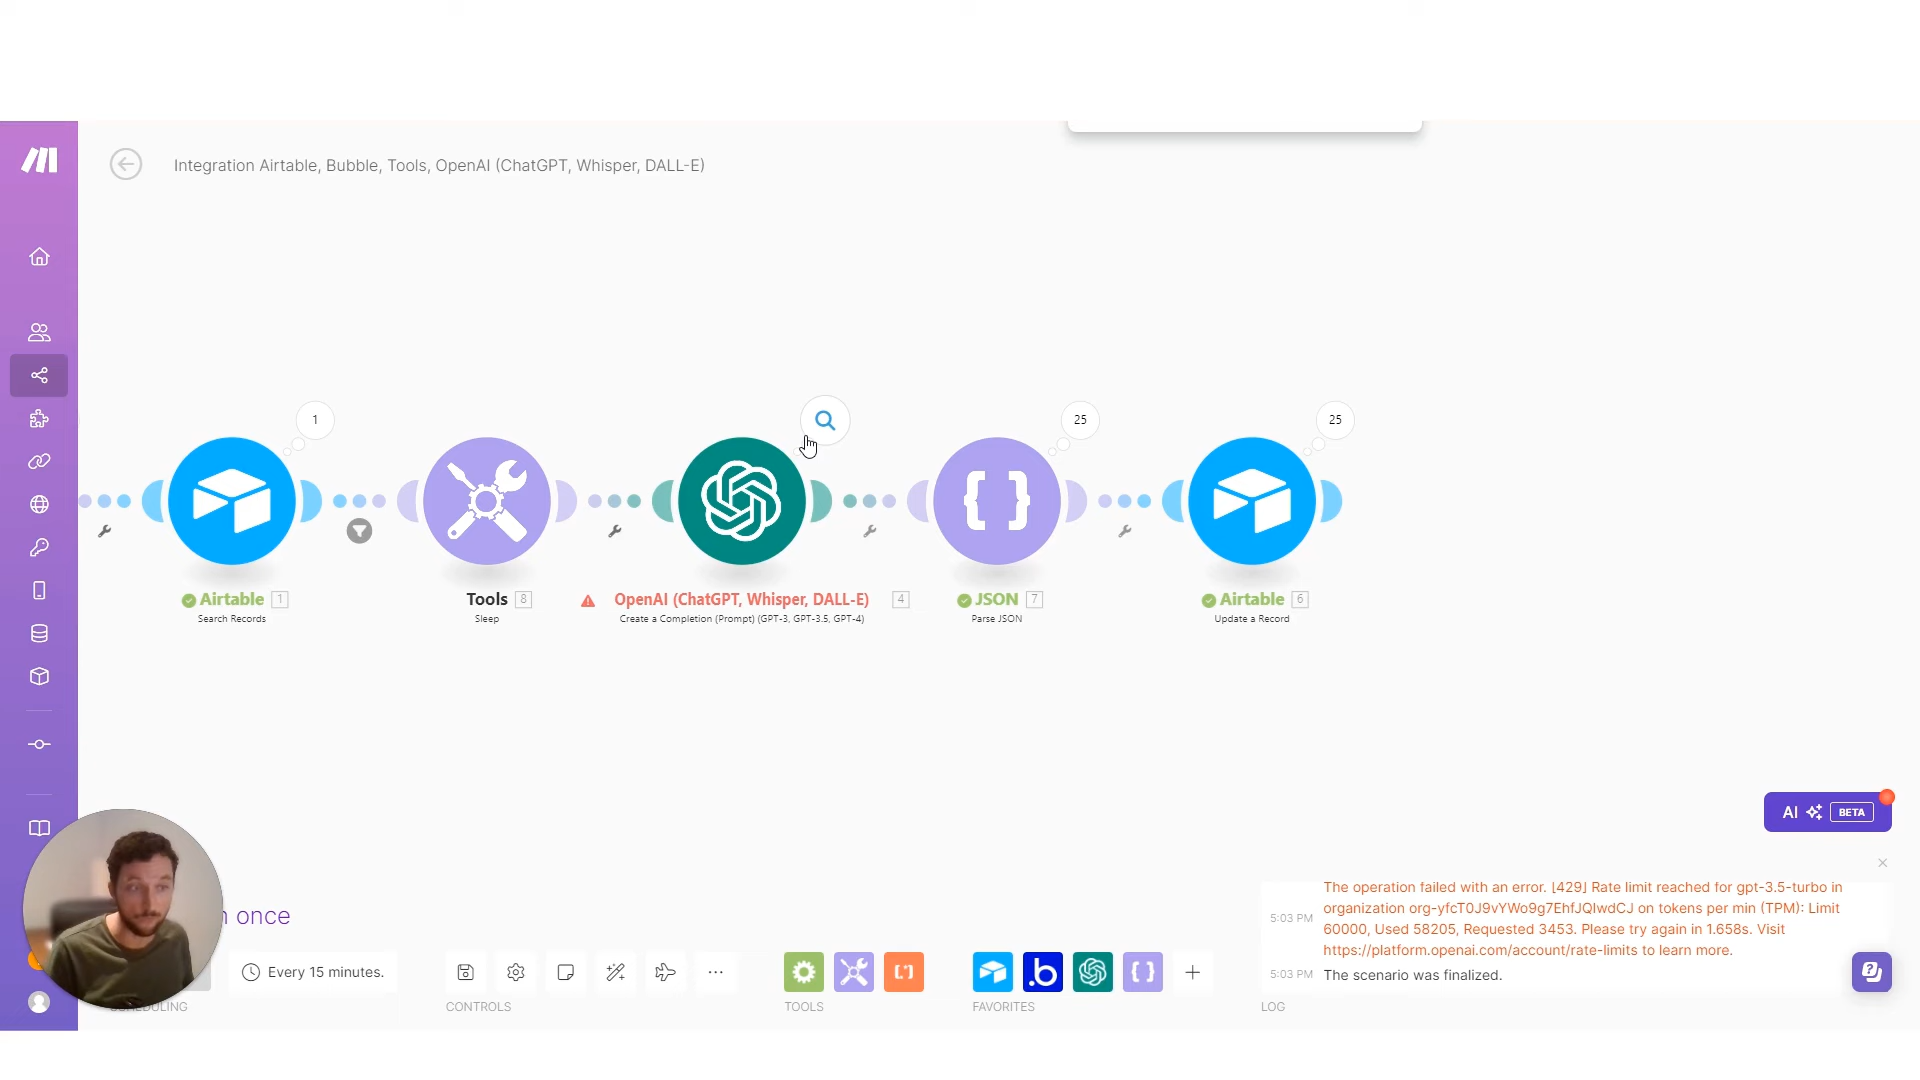 Integration Airtable, Bubble, Tools, OpenAI (ChatGPT, Whisper, DALL-E)
1
25
25
Airtable 1
Search Records
Tools 8
Sleep
OpenAI (ChatGPT, Whisper, DALL-E) 4
Create a Completion (Prompt) (GPT-3, GPT-3.5, GPT-4)
JSON 7
Parse JSON
Airtable 6
Update a Record
AI BETA
once
Every 15 minutes.
CONTROLS
TOOLS
FAVORITES
5:03 PM
The operation failed with an error. [429] Rate limit reached for gpt-3.5-turbo in
organization org-yfcT0J9vYWo9g7EhfJQIwdCJ on tokens per min (TPM): Limit
60000, Used 58205, Requested 3453. Please try again in 1.658s. Visit
https://platform.openai.com/account/rate-limits to learn more.
5:03 PM The scenario was finalized.
LOG